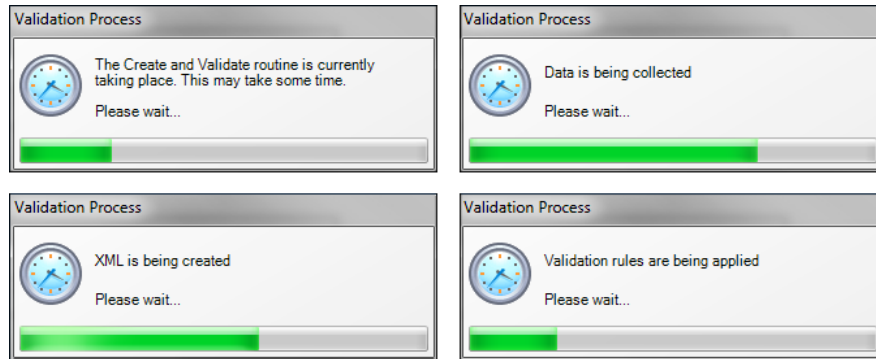 Validation Process
The Create and Validate routine is currently
taking place. This may take some time.
Please wait...
Validation Process
Data is being collected
Please wait...
Validation Process
XML is being created
Please wait...
Validation Process
Validation rules are being applied
Please wait...